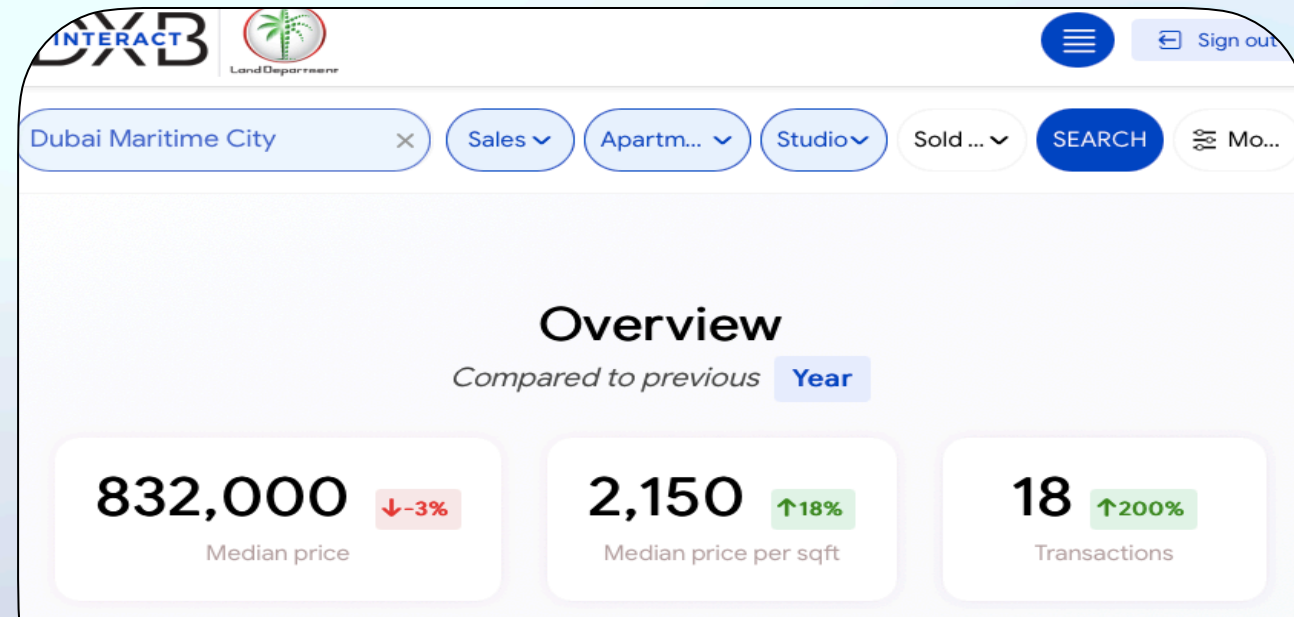 DXB
INTERACT
Land Department
Sign out
Dubai Maritime City
Sales
Apartm...
Studio
Sold ...
SEARCH
Mo...
Overview
Compared to previous Year
832,000 -3%
Median price
2,150 18%
Median price per sqft
18 200%
Transactions